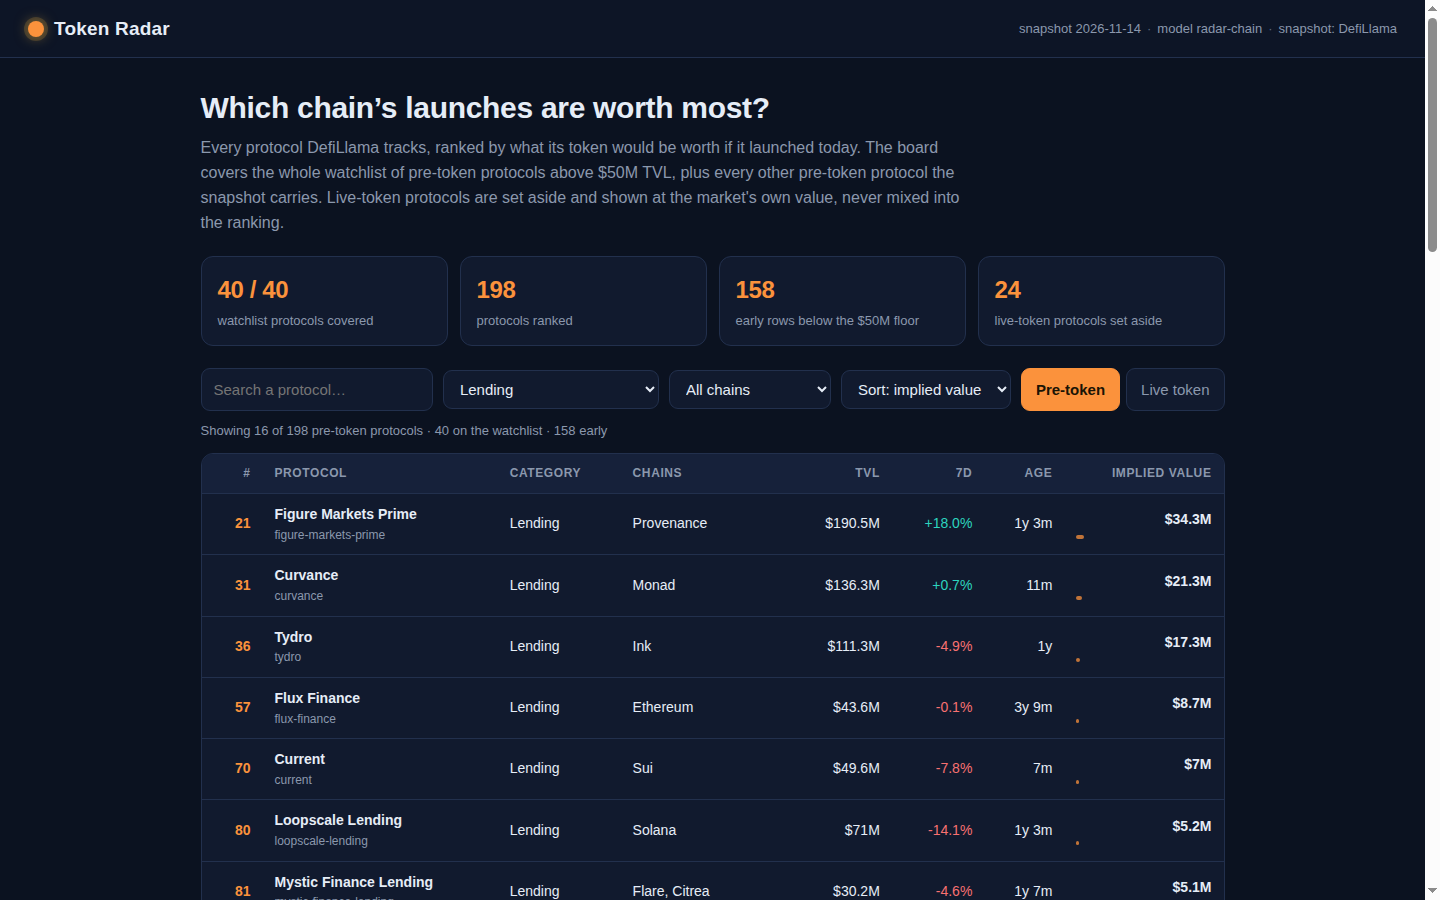 Token Radar
snapshot 2026-11-14 · model radar-chain · snapshot: DefiLlama
Which chain’s launches are worth most?
Every protocol DefiLlama tracks, ranked by what its token would be worth if it launched today. The board
covers the whole watchlist of pre-token protocols above $50M TVL, plus every other pre-token protocol the
snapshot carries. Live-token protocols are set aside and shown at the market's own value, never mixed into
the ranking.
40 / 40
watchlist protocols covered
198
protocols ranked
158
early rows below the $50M floor
24
live-token protocols set aside
Search a protocol…
Lending
All chains
Sort: implied value
Pre-token
Live token
Showing 16 of 198 pre-token protocols · 40 on the watchlist · 158 early
# PROTOCOL CATEGORY CHAINS TVL 7D AGE IMPLIED VALUE
21 Figure Markets Prime Lending Provenance $190.5M +18.0% 1y 3m $34.3M
figure-markets-prime
31 Curvance Lending Monad $136.3M +0.7% 11m $21.3M
curvance
36 Tydro Lending Ink $111.3M -4.9% 1y $17.3M
tydro
57 Flux Finance Lending Ethereum $43.6M -0.1% 3y 9m $8.7M
flux-finance
70 Current Lending Sui $49.6M -7.8% 7m $7M
current
80 Loopscale Lending Lending Solana $71M -14.1% 1y 3m $5.2M
loopscale-lending
81 Mystic Finance Lending Lending Flare, Citrea $30.2M -4.6% 1y 7m $5.1M